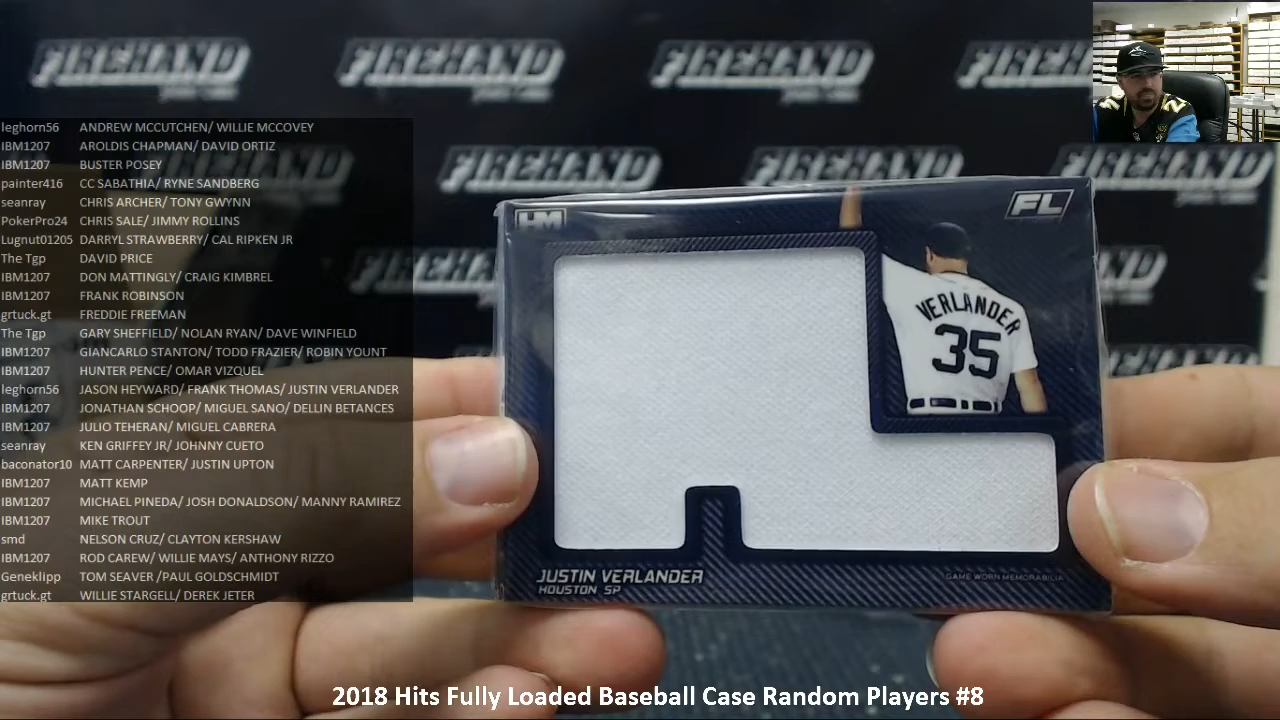 FIREHAND FIREHAND FIREHAND FIREHAND
FIREHAND FIREHAND FIREHAND FIREHAND
leghorn56 ANDREW MCCUTCHEN/ WILLIE MCCOVEY
IBM1207 AROLDIS CHAPMAN/ DAVID ORTIZ
IBM1207 BUSTER POSEY
painter416 CC SABATHIA/ RYNE SANDBERG
seanray CHRIS ARCHER/ TONY GWYNN
PokerPro24 CHRIS SALE/ JIMMY ROLLINS
Lugnut01205 DARRYL STRAWBERRY/ CAL RIPKEN JR
The Tgp DAVID PRICE
IBM1207 DON MATTINGLY/ CRAIG KIMBREL
IBM1207 FRANK ROBINSON
grtuck.gt FREDDIE FREEMAN
The Tgp GARY SHEFFIELD/ NOLAN RYAN/ DAVE WINFIELD
IBM1207 GIANCARLO STANTON/ TODD FRAZIER/ ROBIN YOUNT
IBM1207 HUNTER PENCE/ OMAR VIZQUEL
leghorn56 JASON HEYWARD/ FRANK THOMAS/ JUSTIN VERLANDER
IBM1207 JONATHAN SCHOOP/ MIGUEL SANO/ DELLIN BETANCES
IBM1207 JULIO TEHERAN/ MIGUEL CABRERA
seanray KEN GRIFFEY JR/ JOHNNY CUETO
baconator10 MATT CARPENTER/ JUSTIN UPTON
IBM1207 MATT KEMP
IBM1207 MICHAEL PINEDA/ JOSH DONALDSON/ MANNY RAMIREZ
IBM1207 MIKE TROUT
smd NELSON CRUZ/ CLAYTON KERSHAW
IBM1207 ROD CAREW/ WILLIE MAYS/ ANTHONY RIZZO
Geneklipp TOM SEAVER /PAUL GOLDSCHMIDT
grtuck.gt WILLIE STARGELL/ DEREK JETER
HM
FL
VERLANDER
35
JUSTIN VERLANDER
HOUSTON SP
GAME WORN MEMORABILIA
2018 Hits Fully Loaded Baseball Case Random Players #8